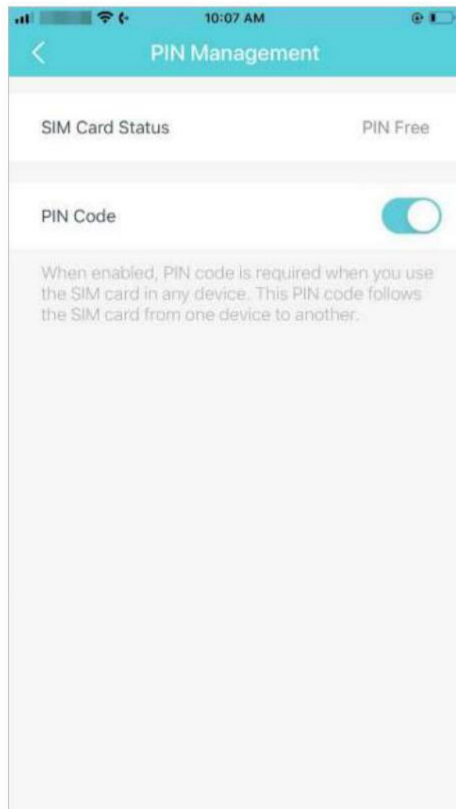 10:07 AM
PIN Management
SIM Card Status PIN Free
PIN Code
When enabled, PIN code is required when you use
the SIM card in any device. This PIN code follows
the SIM card from one device to another.